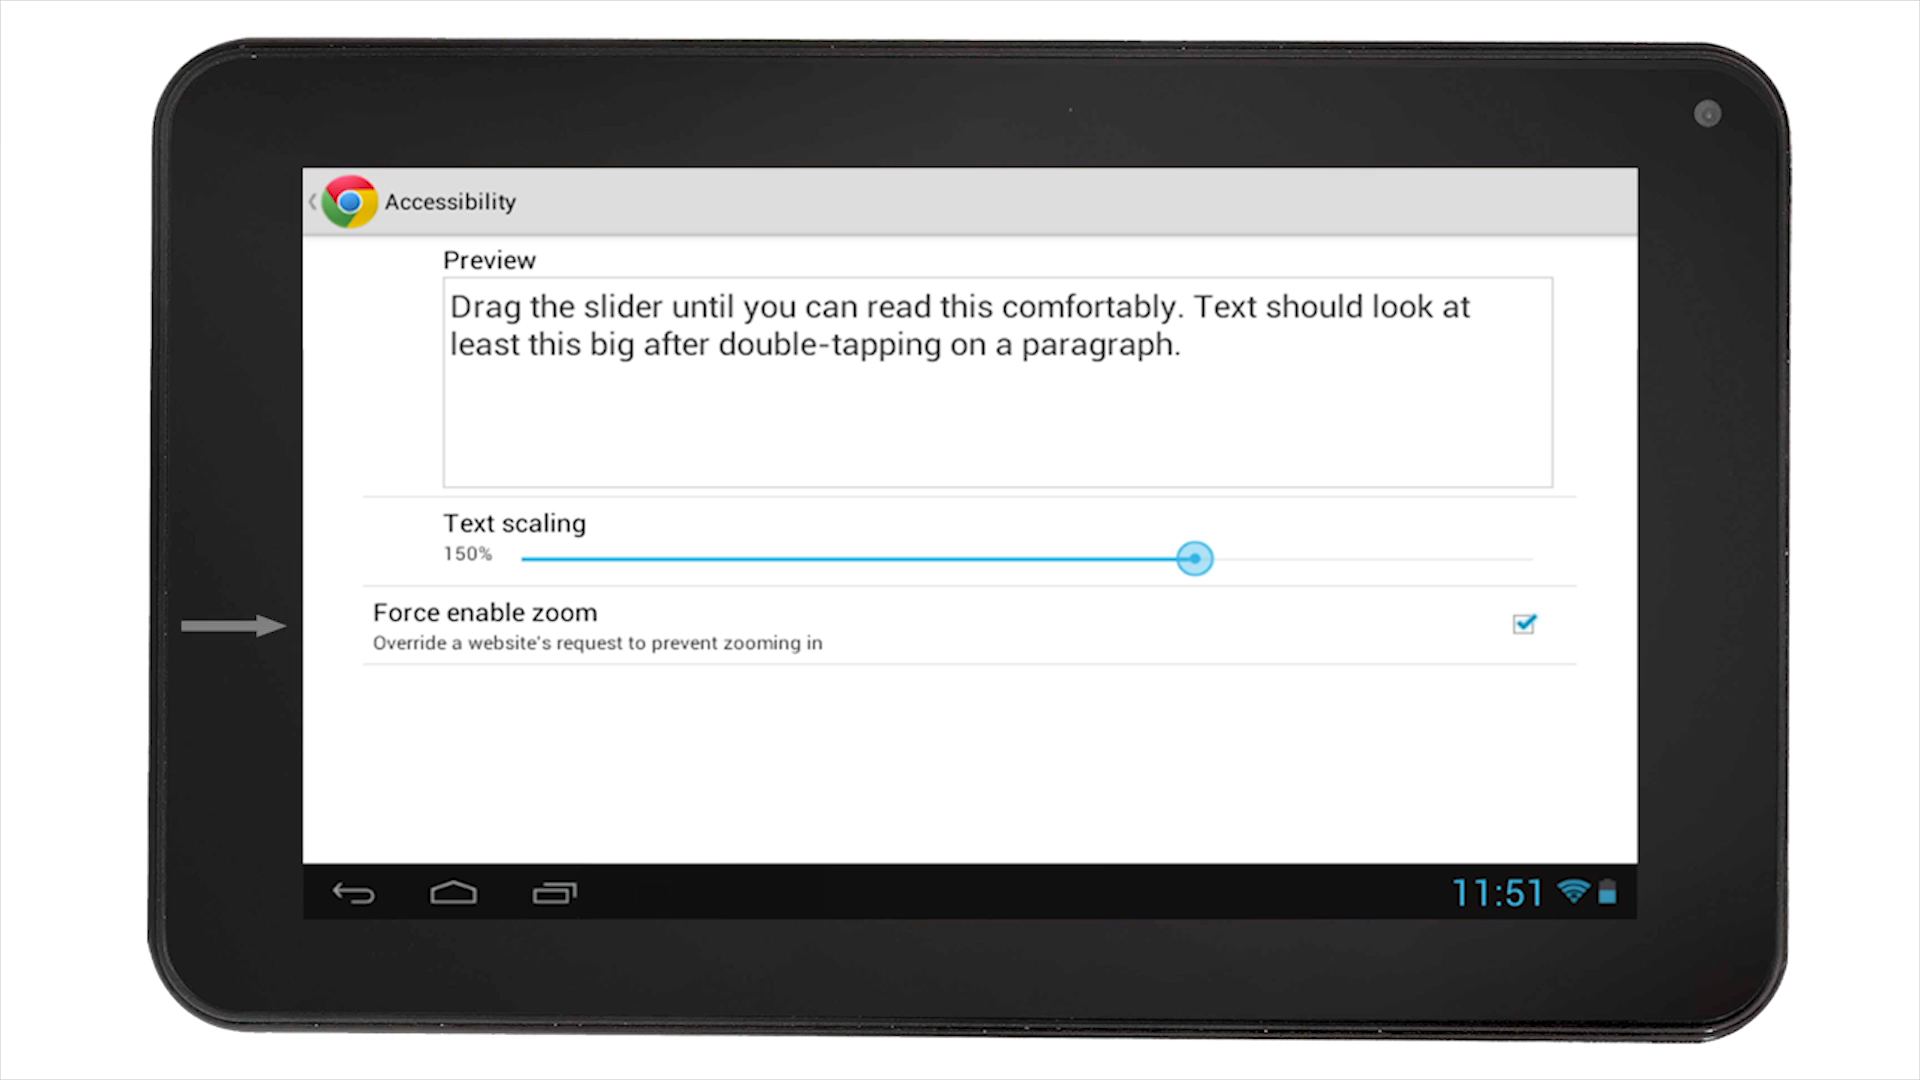 Accessibility
Preview
Drag the slider until you can read this comfortably. Text should look at
least this big after double-tapping on a paragraph.
Text scaling
150%
Force enable zoom
Override a website's request to prevent zooming in
11:51